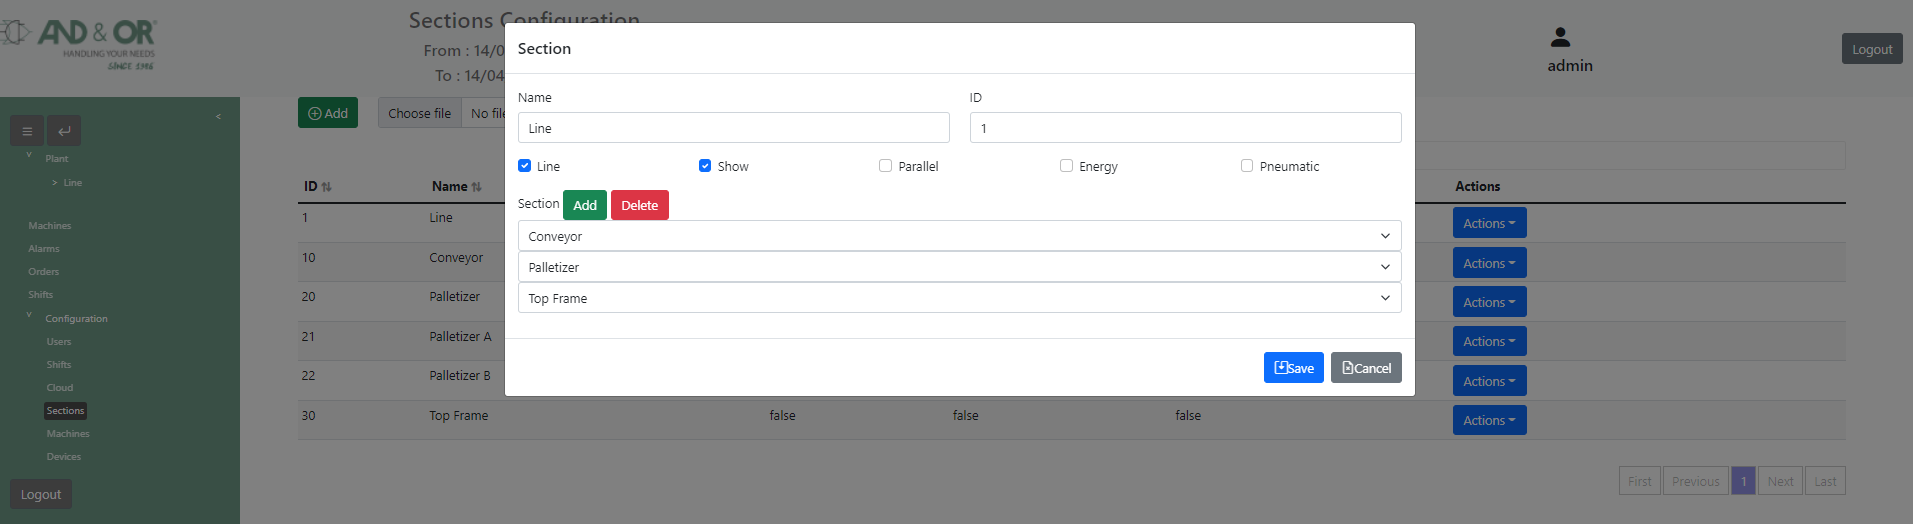 AND & OR®
HANDLING YOUR NEEDS
SINCE 1986
Sections Configuration
From : 14/0
To : 14/04
admin
Logout
<
Plant
> Line
Machines
Alarms
Orders
Shifts
Configuration
Users
Shifts
Cloud
Sections
Machines
Devices
Logout
Add
Choose file No file
ID Name Actions
1 Line Actions
10 Conveyor Actions
20 Palletizer Actions
21 Palletizer A Actions
22 Palletizer B Actions
30 Top Frame false false false Actions
First Previous 1 Next Last
Section
Name ID
Line 1
Line Show Parallel Energy Pneumatic
Section Add Delete
Conveyor
Palletizer
Top Frame
Save Cancel